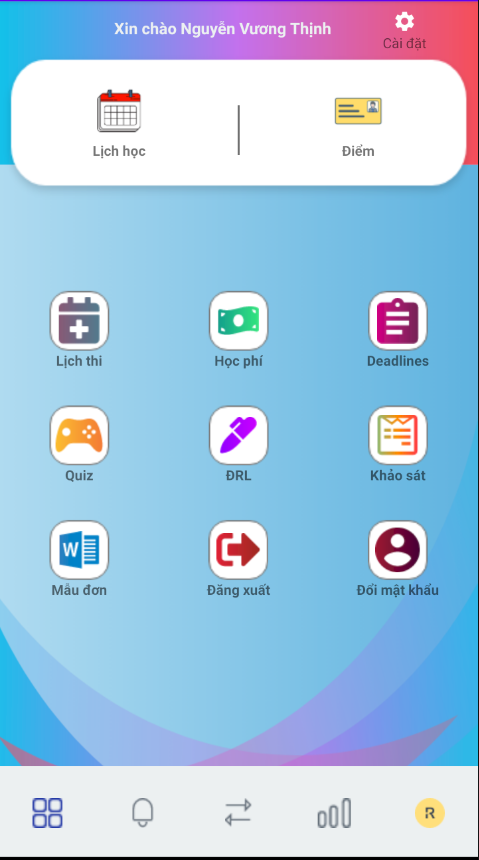 Xin chào Nguyễn Vương Thịnh
Cài đặt
Lịch học
Điểm
Lịch thi
Học phí
Deadlines
Quiz
ĐRL
Khảo sát
W
Mẫu đơn
Đăng xuất
Đổi mật khẩu
R